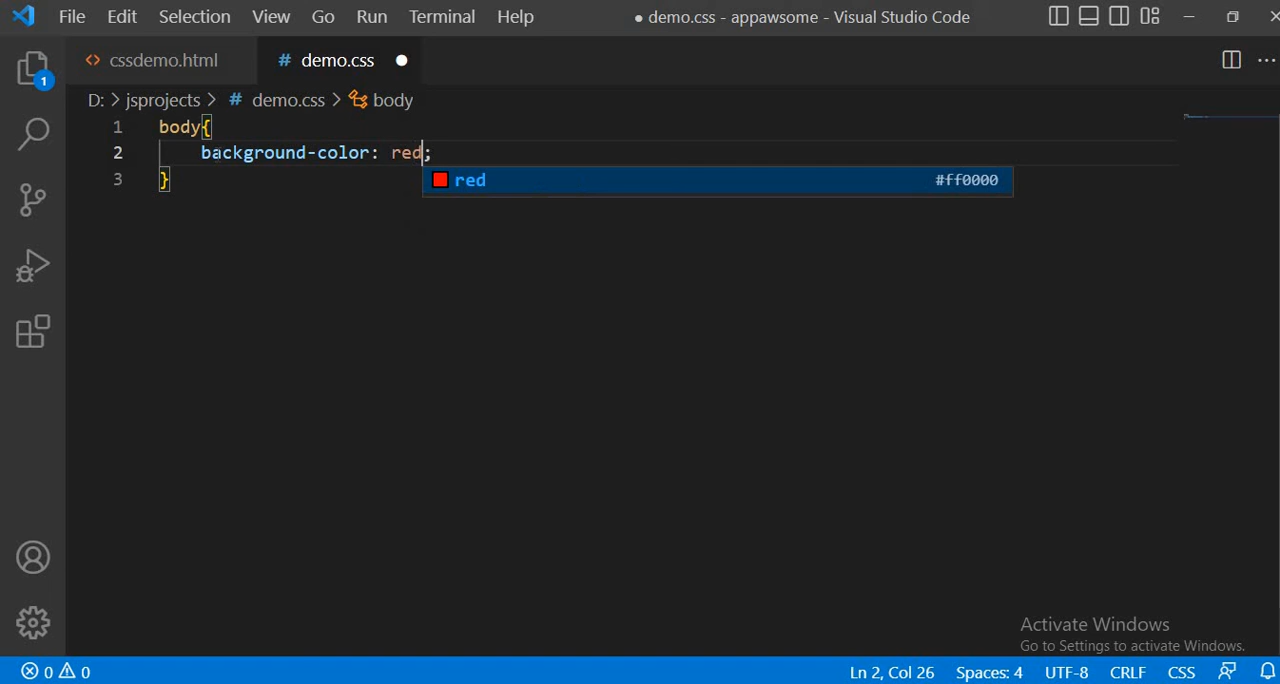 File Edit Selection View Go Run Terminal Help ● demo.css - appawsome - Visual Studio Code
<> cssdemo.html # demo.css ●
1
D: > jsprojects > # demo.css > body
1 body{
2 background-color: red;
3 }
red #ff0000
Activate Windows
Go to Settings to activate Windows.
0 0 Ln 2, Col 26 Spaces: 4 UTF-8 CRLF CSS